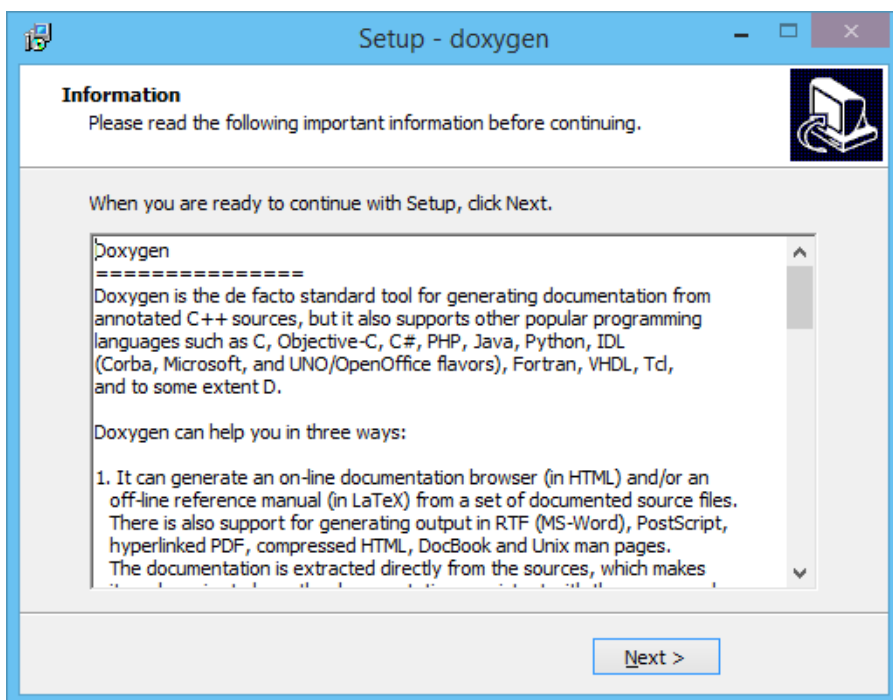 Setup - doxygen
Information
Please read the following important information before continuing.
When you are ready to continue with Setup, click Next.
Doxygen
===============
Doxygen is the de facto standard tool for generating documentation from
annotated C++ sources, but it also supports other popular programming
languages such as C, Objective-C, C#, PHP, Java, Python, IDL
(Corba, Microsoft, and UNO/OpenOffice flavors), Fortran, VHDL, Tcl,
and to some extent D.
Doxygen can help you in three ways:
1. It can generate an on-line documentation browser (in HTML) and/or an
off-line reference manual (in LaTeX) from a set of documented source files.
There is also support for generating output in RTF (MS-Word), PostScript,
hyperlinked PDF, compressed HTML, DocBook and Unix man pages.
The documentation is extracted directly from the sources, which makes
Next >